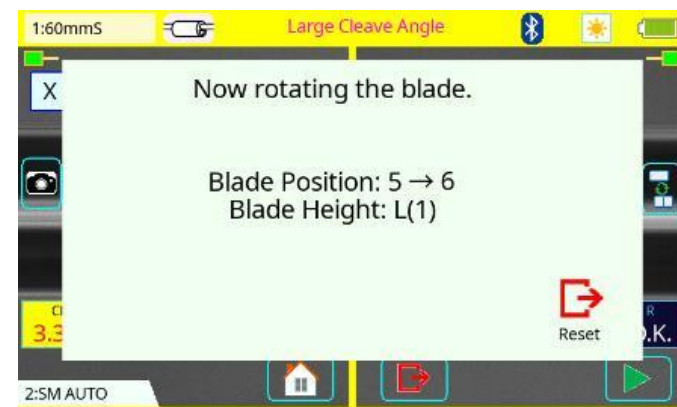 1:60mmS
Large Cleave Angle
X
Now rotating the blade.
Blade Position: 5 → 6
Blade Height: L(1)
Reset
3.3
R
.K.
2:SM AUTO